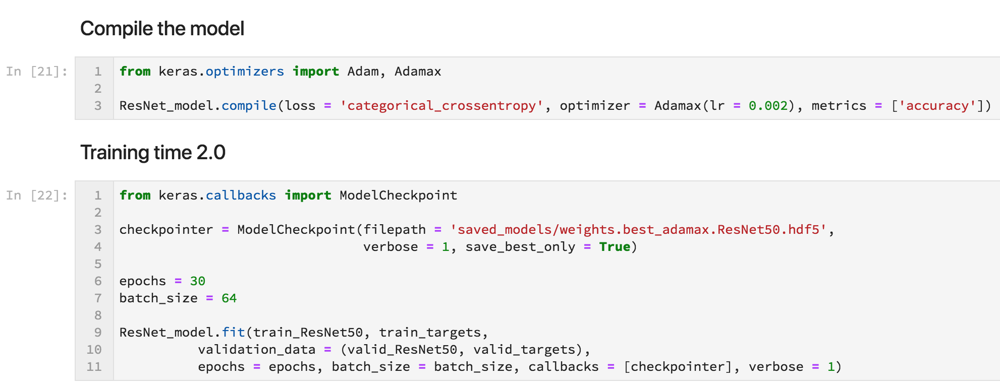 Compile the model
In [21]:
1 from keras.optimizers import Adam, Adamax
2
3 ResNet_model.compile(loss = 'categorical_crossentropy', optimizer = Adamax(lr = 0.002), metrics = ['accuracy'])
Training time 2.0
In [22]:
1 from keras.callbacks import ModelCheckpoint
2
3 checkpointer = ModelCheckpoint(filepath = 'saved_models/weights.best_adamax.ResNet50.hdf5',
4 verbose = 1, save_best_only = True)
5
6 epochs = 30
7 batch_size = 64
8
9 ResNet_model.fit(train_ResNet50, train_targets,
10 validation_data = (valid_ResNet50, valid_targets),
11 epochs = epochs, batch_size = batch_size, callbacks = [checkpointer], verbose = 1)